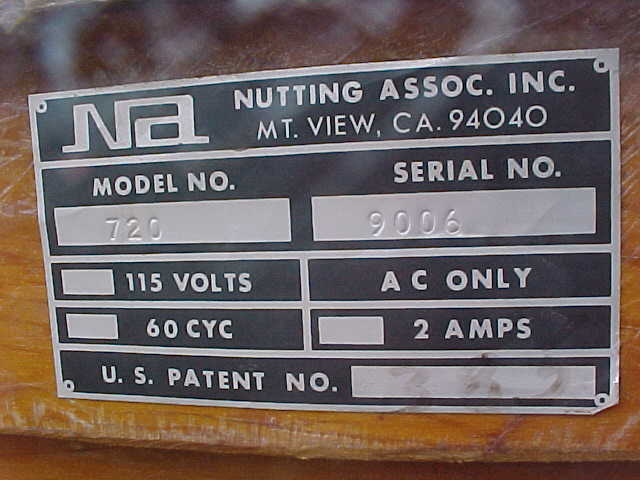 Na
NUTTING ASSOC. INC.
MT. VIEW, CA. 94040
MODEL NO.
SERIAL NO.
720
9006
115 VOLTS
A C ONLY
60 CYC
2 AMPS
U. S. PATENT NO.